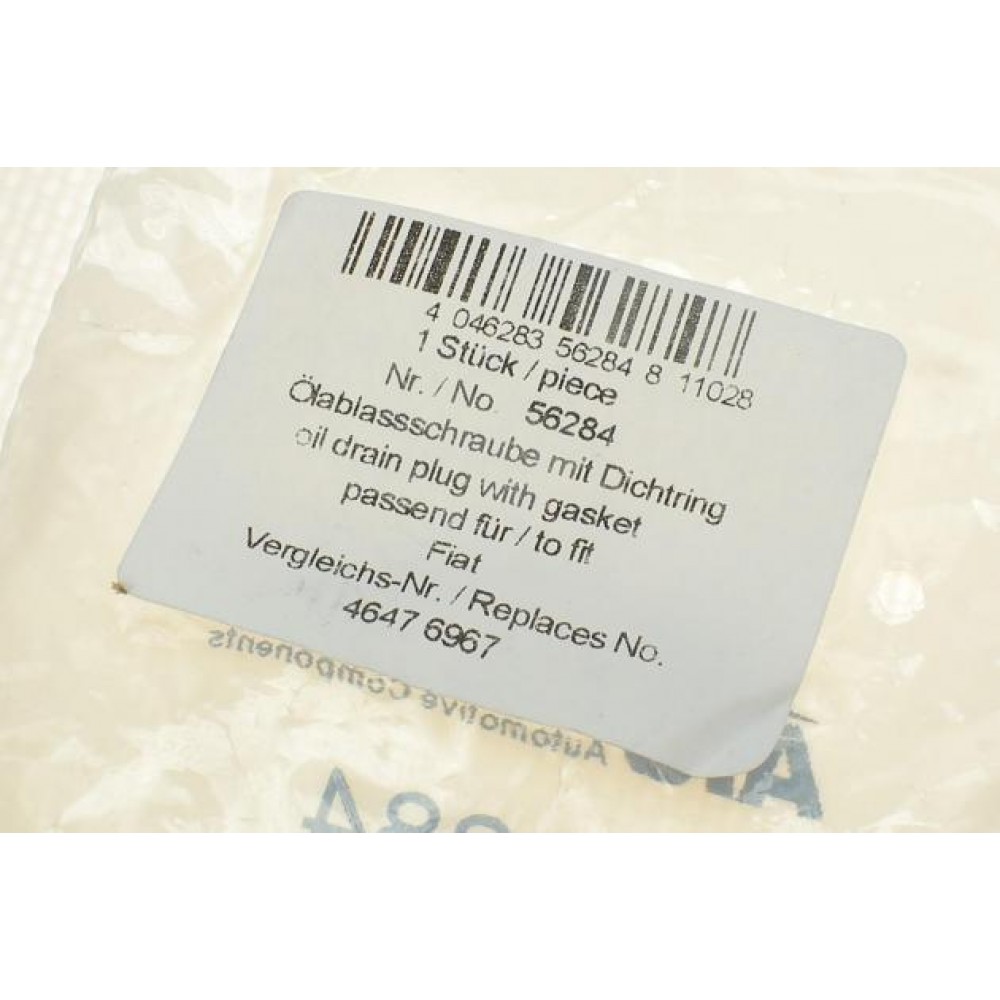 4 046283 56284 8 11028
1 Stück / piece
Nr. / No. 56284
Ölablassschraube mit Dichtring
oil drain plug with gasket
passend für / to fit
Fiat
Vergleichs-Nr. / Replaces No.
4647 6967
Automotive Components